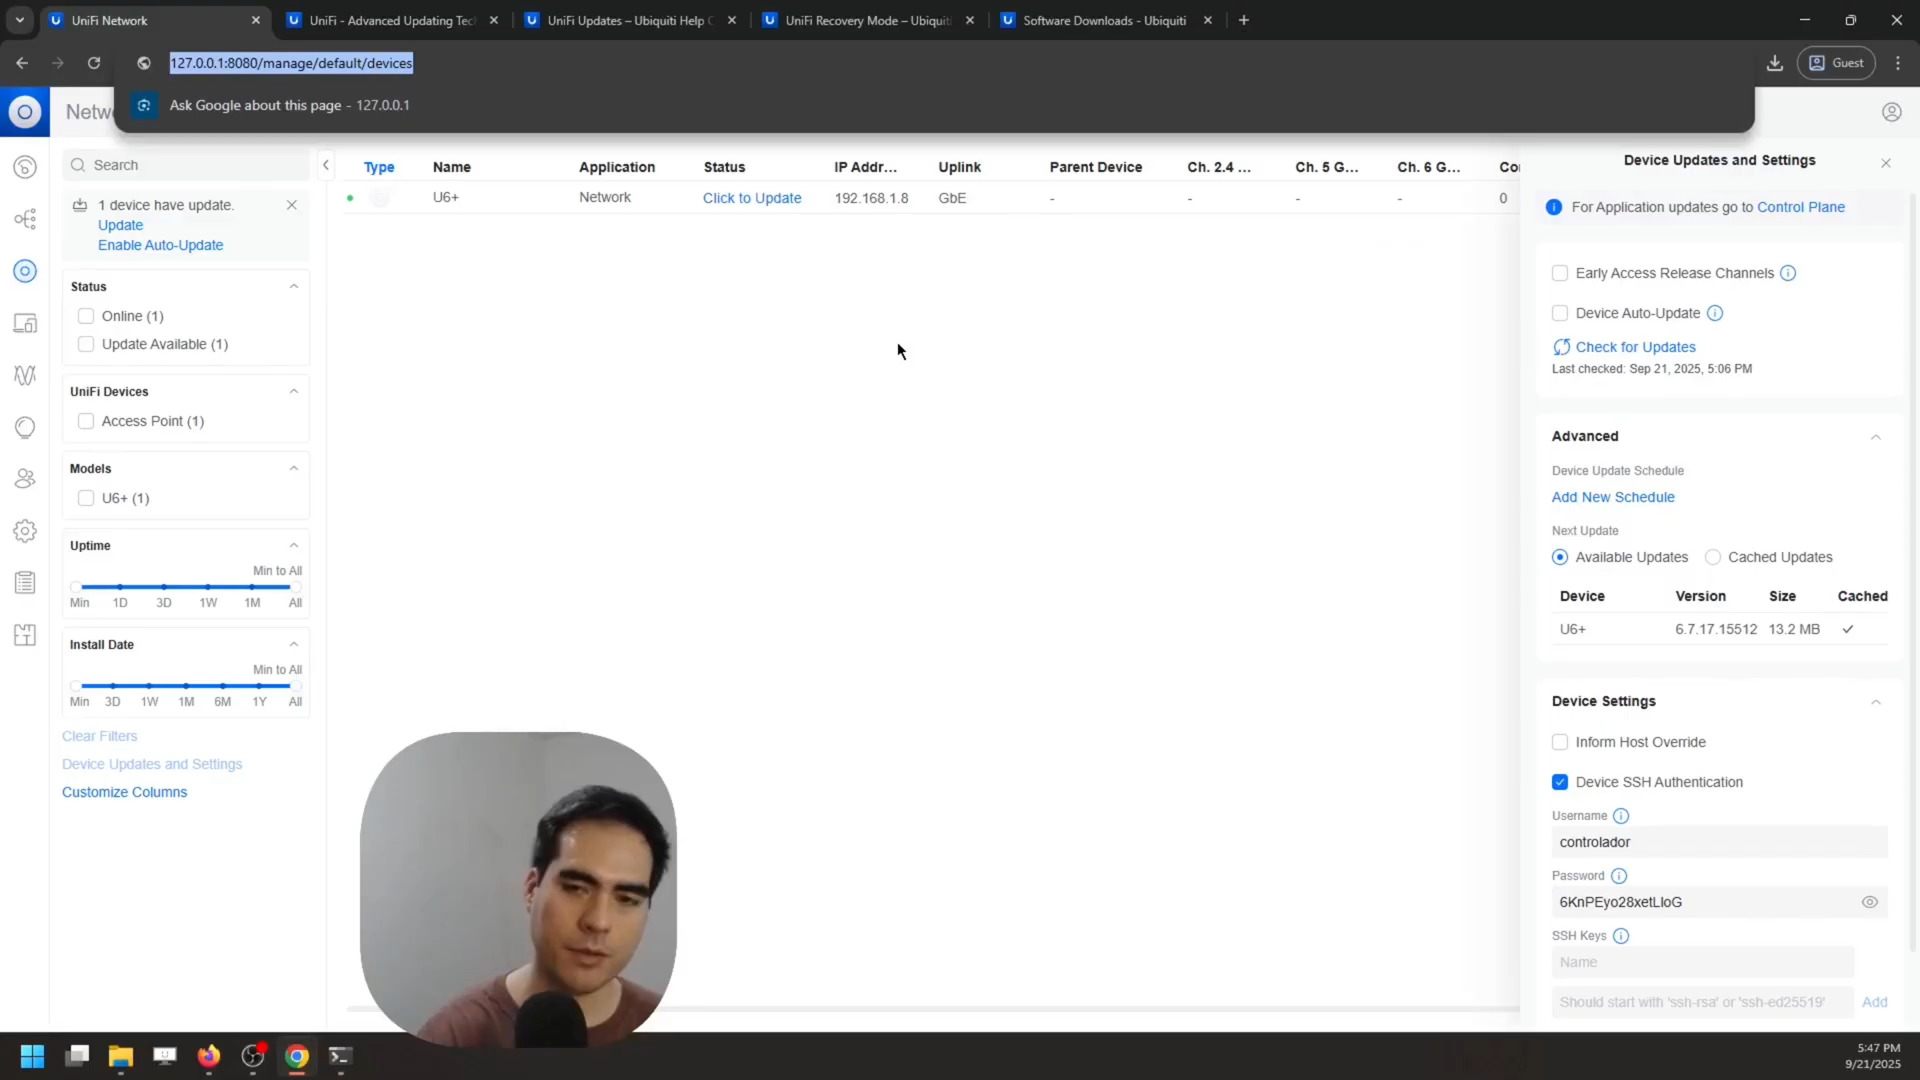 UniFi Network
UniFi - Advanced Updating Tec
UniFi Updates – Ubiquiti Help C
UniFi Recovery Mode – Ubiquiti
Software Downloads - Ubiquiti
127.0.0.1:8080/manage/default/devices
Guest
Ask Google about this page - 127.0.0.1
Netw
Search
1 device have update.
Update
Enable Auto-Update
Status
Online (1)
Update Available (1)
UniFi Devices
Access Point (1)
Models
U6+ (1)
Uptime
Min to All
Min 1D 3D 1W 1M All
Install Date
Min to All
Min 3D 1W 1M 6M 1Y All
Clear Filters
Device Updates and Settings
Customize Columns
Type Name Application Status IP Addr... Uplink Parent Device Ch. 2.4 ... Ch. 5 G... Ch. 6 G... Co
U6+ Network Click to Update 192.168.1.8 GbE - - - - 0
Device Updates and Settings
For Application updates go to Control Plane
Early Access Release Channels
Device Auto-Update
Check for Updates
Last checked: Sep 21, 2025, 5:06 PM
Advanced
Device Update Schedule
Add New Schedule
Next Update
Available Updates Cached Updates
Device Version Size Cached
U6+ 6.7.17.15512 13.2 MB
Device Settings
Inform Host Override
Device SSH Authentication
Username
controlador
Password
6KnPEyo28xetLIoG
SSH Keys
Name
Should start with 'ssh-rsa' or 'ssh-ed25519'
Add
5:47 PM
9/21/2025